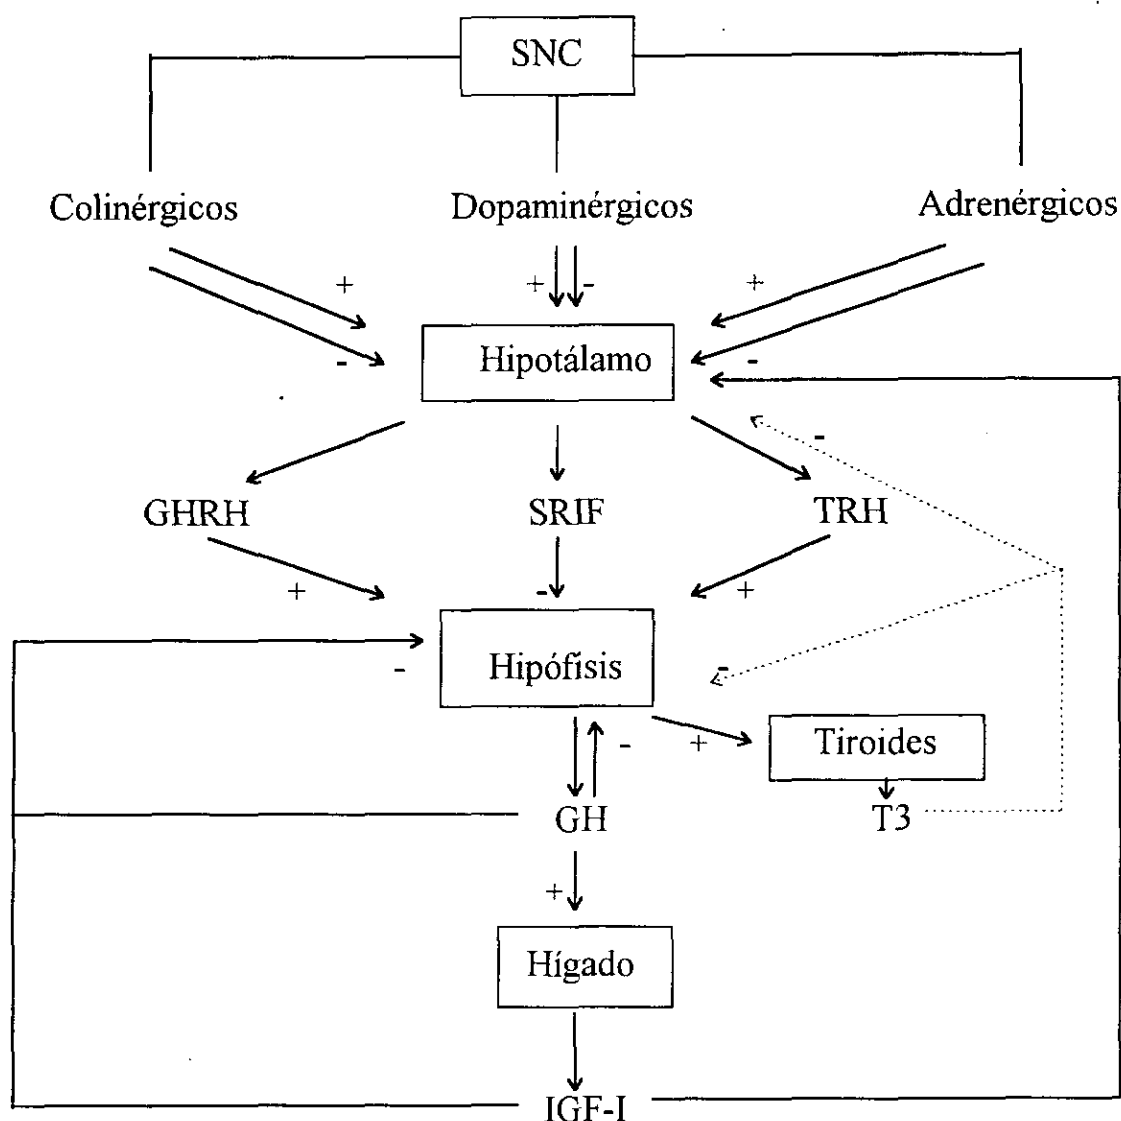 SNC
Colinérgicos Dopaminérgicos Adrenérgicos
+ + - +
- -
Hipotálamo
-
GHRH SRIF TRH
+ - +
Hipófisis
- -
- +
Tiroides
GH T3
+
Hígado
IGF-I